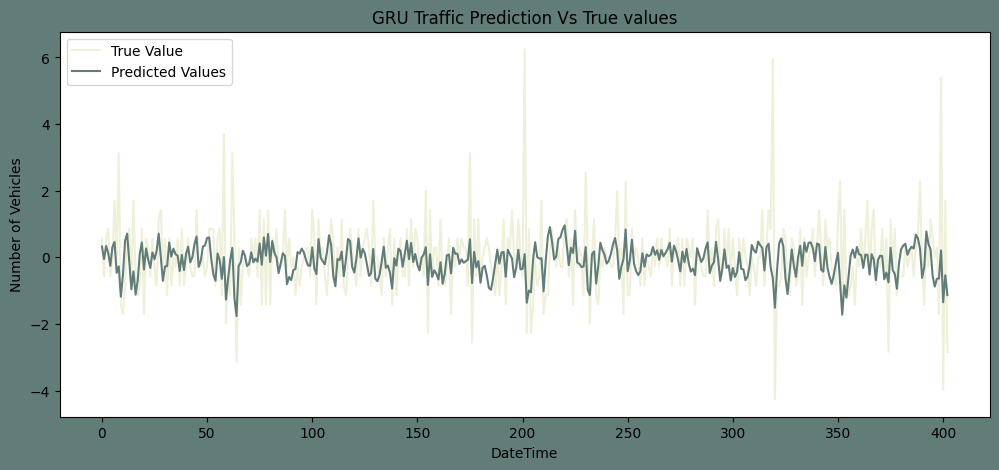 GRU Traffic Prediction Vs True values
True Value
Predicted Values
Number of Vehicles
6
4
2
0
−2
−4
0 50 100 150 200 250 300 350 400
DateTime